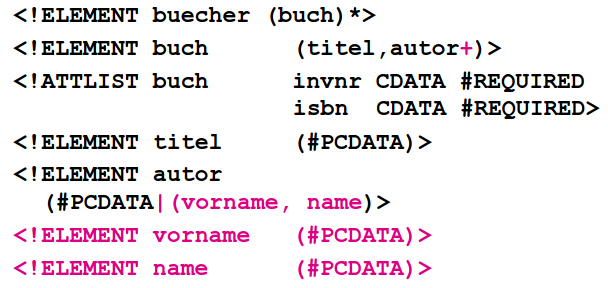 <!ELEMENT buecher (buch)*>
<!ELEMENT buch (titel,autor+)>
<!ATTLIST buch invnr CDATA #REQUIRED
isbn CDATA #REQUIRED>
<!ELEMENT titel (#PCDATA)>
<!ELEMENT autor
(#PCDATA|(vorname, name)>
<!ELEMENT vorname (#PCDATA)>
<!ELEMENT name (#PCDATA)>